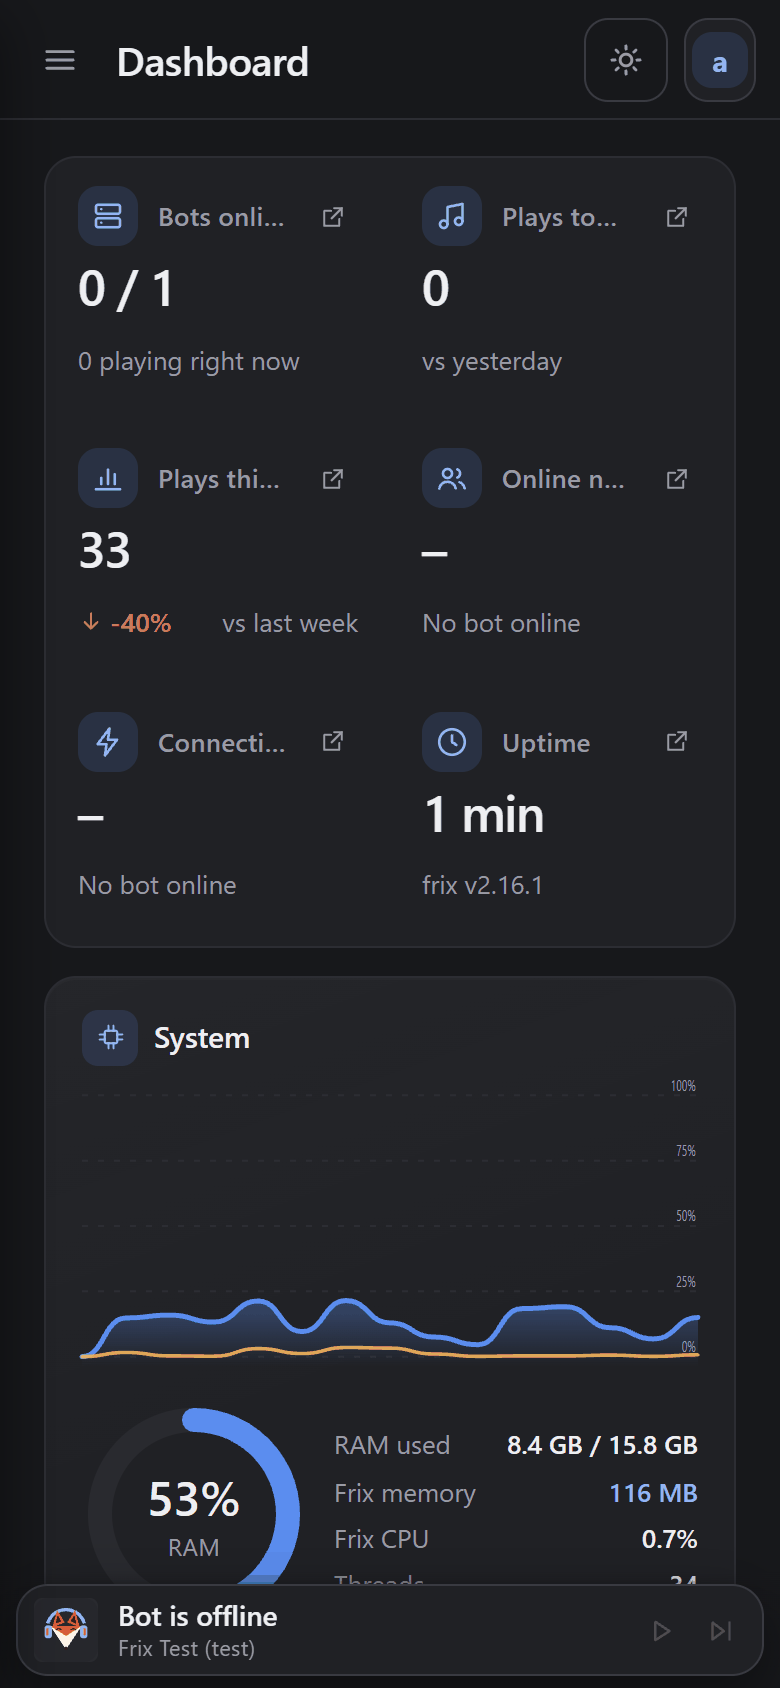 Dashboard
a
Bots onli...
Plays to...
0 / 1
0
0 playing right now
vs yesterday
Plays thi...
Online n...
33
–
-40%
vs last week
No bot online
Connecti...
Uptime
–
1 min
No bot online
frix v2.16.1
System
100%
75%
50%
25%
0%
53%
RAM
RAM used
8.4 GB / 15.8 GB
Frix memory
116 MB
Frix CPU
0.7%
Threads
34
Bot is offline
Frix Test (test)